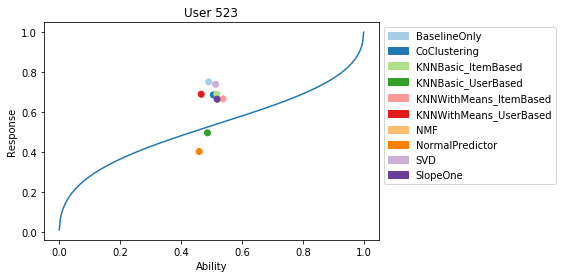 User 523
1.0
0.8
0.6
0.4
0.2
0.0
Response
0.0 0.2 0.4 0.6 0.8 1.0
Ability
BaselineOnly
CoClustering
KNNBasic_ItemBased
KNNBasic_UserBased
KNNWithMeans_ItemBased
KNNWithMeans_UserBased
NMF
NormalPredictor
SVD
SlopeOne